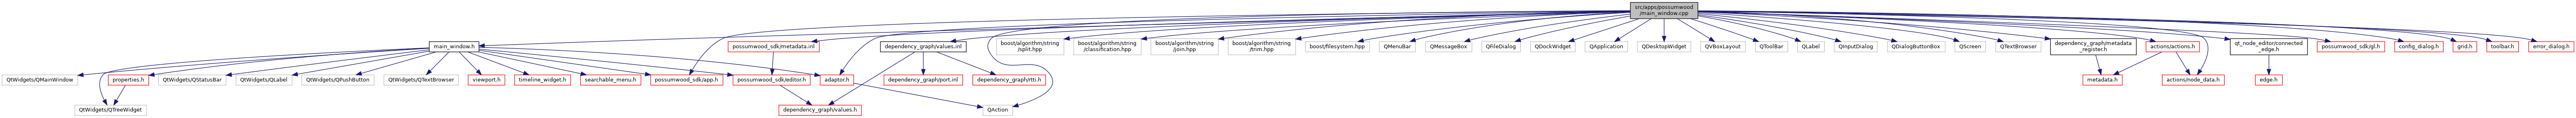 src/apps/possumwood
/main_window.cpp
main_window.h
possumwood_sdk/metadata.inl
dependency_graph/values.inl
boost/algorithm/string
/split.hpp
boost/algorithm/string
/classification.hpp
boost/algorithm/string
/join.hpp
boost/algorithm/string
/trim.hpp
boost/filesystem.hpp
QMenuBar
QMessageBox
QFileDialog
QDockWidget
QApplication
QDesktopWidget
QVBoxLayout
QToolBar
QLabel
QInputDialog
QDialogButtonBox
QScreen
QTextBrowser
dependency_graph/metadata
_register.h
actions/actions.h
qt_node_editor/connected
_edge.h
possumwood_sdk/gl.h
config_dialog.h
grid.h
toolbar.h
error_dialog.h
QtWidgets/QMainWindow
properties.h
QtWidgets/QStatusBar
QtWidgets/QLabel
QtWidgets/QPushButton
QtWidgets/QTextBrowser
viewport.h
timeline_widget.h
searchable_menu.h
possumwood_sdk/app.h
possumwood_sdk/editor.h
adaptor.h
dependency_graph/port.inl
dependency_graph/rtti.h
metadata.h
actions/node_data.h
edge.h
QtWidgets/QTreeWidget
dependency_graph/values.h
QAction